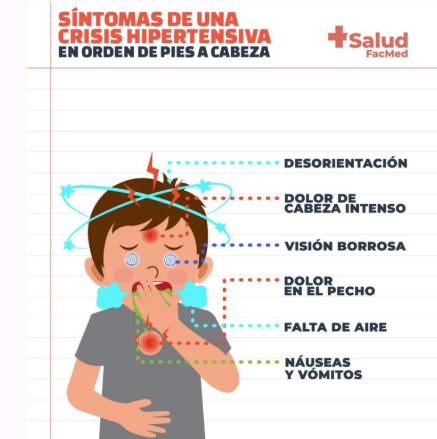 SÍNTOMAS DE UNA
CRISIS HIPERTENSIVA
EN ORDEN DE PIES A CABEZA
Salud
FacMed
DESORIENTACIÓN
DOLOR DE
CABEZA INTENSO
VISIÓN BORROSA
DOLOR
EN EL PECHO
FALTA DE AIRE
NÁUSEAS
Y VÓMITOS